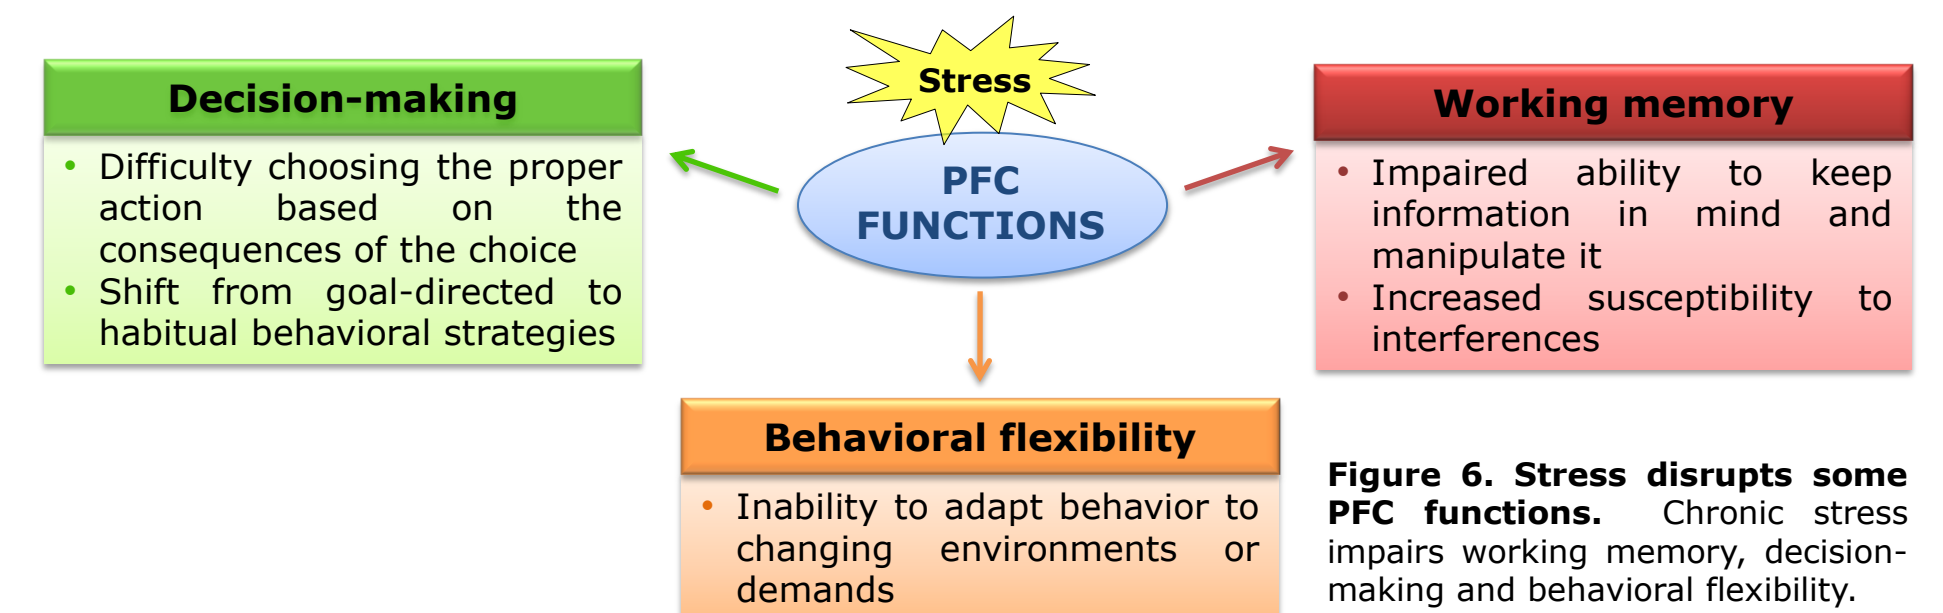 Stress
PFC
FUNCTIONS
Decision-making
• Difficulty choosing the proper
action based on the
consequences of the choice
• Shift from goal-directed to
habitual behavioral strategies
Working memory
• Impaired ability to keep
information in mind and
manipulate it
• Increased susceptibility to
interferences
Behavioral flexibility
• Inability to adapt behavior to
changing environments or
demands
Figure 6. Stress disrupts some
PFC functions. Chronic stress
impairs working memory, decision-
making and behavioral flexibility.